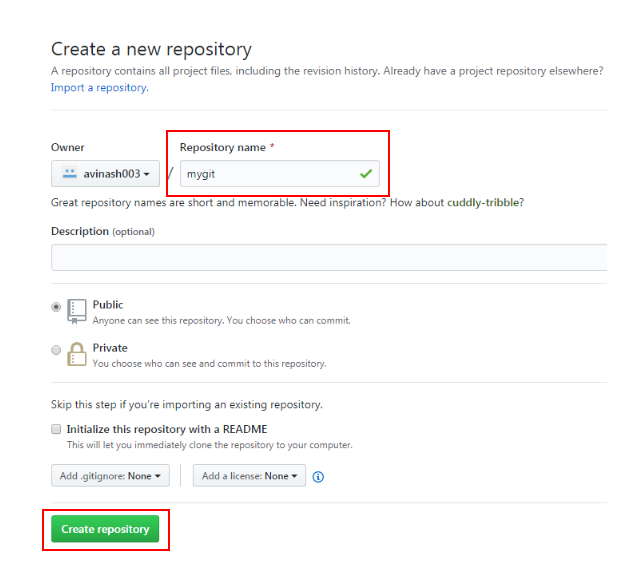 Create a new repository
A repository contains all project files, including the revision history. Already have a project repository elsewhere?
Import a repository.
Owner
Repository name *
avinash003
/
mygit
Great repository names are short and memorable. Need inspiration? How about cuddly-tribble?
Description (optional)
Public
Anyone can see this repository. You choose who can commit.
Private
You choose who can see and commit to this repository.
Skip this step if you're importing an existing repository.
Initialize this repository with a README
This will let you immediately clone the repository to your computer.
Add .gitignore: None
Add a license: None
Create repository